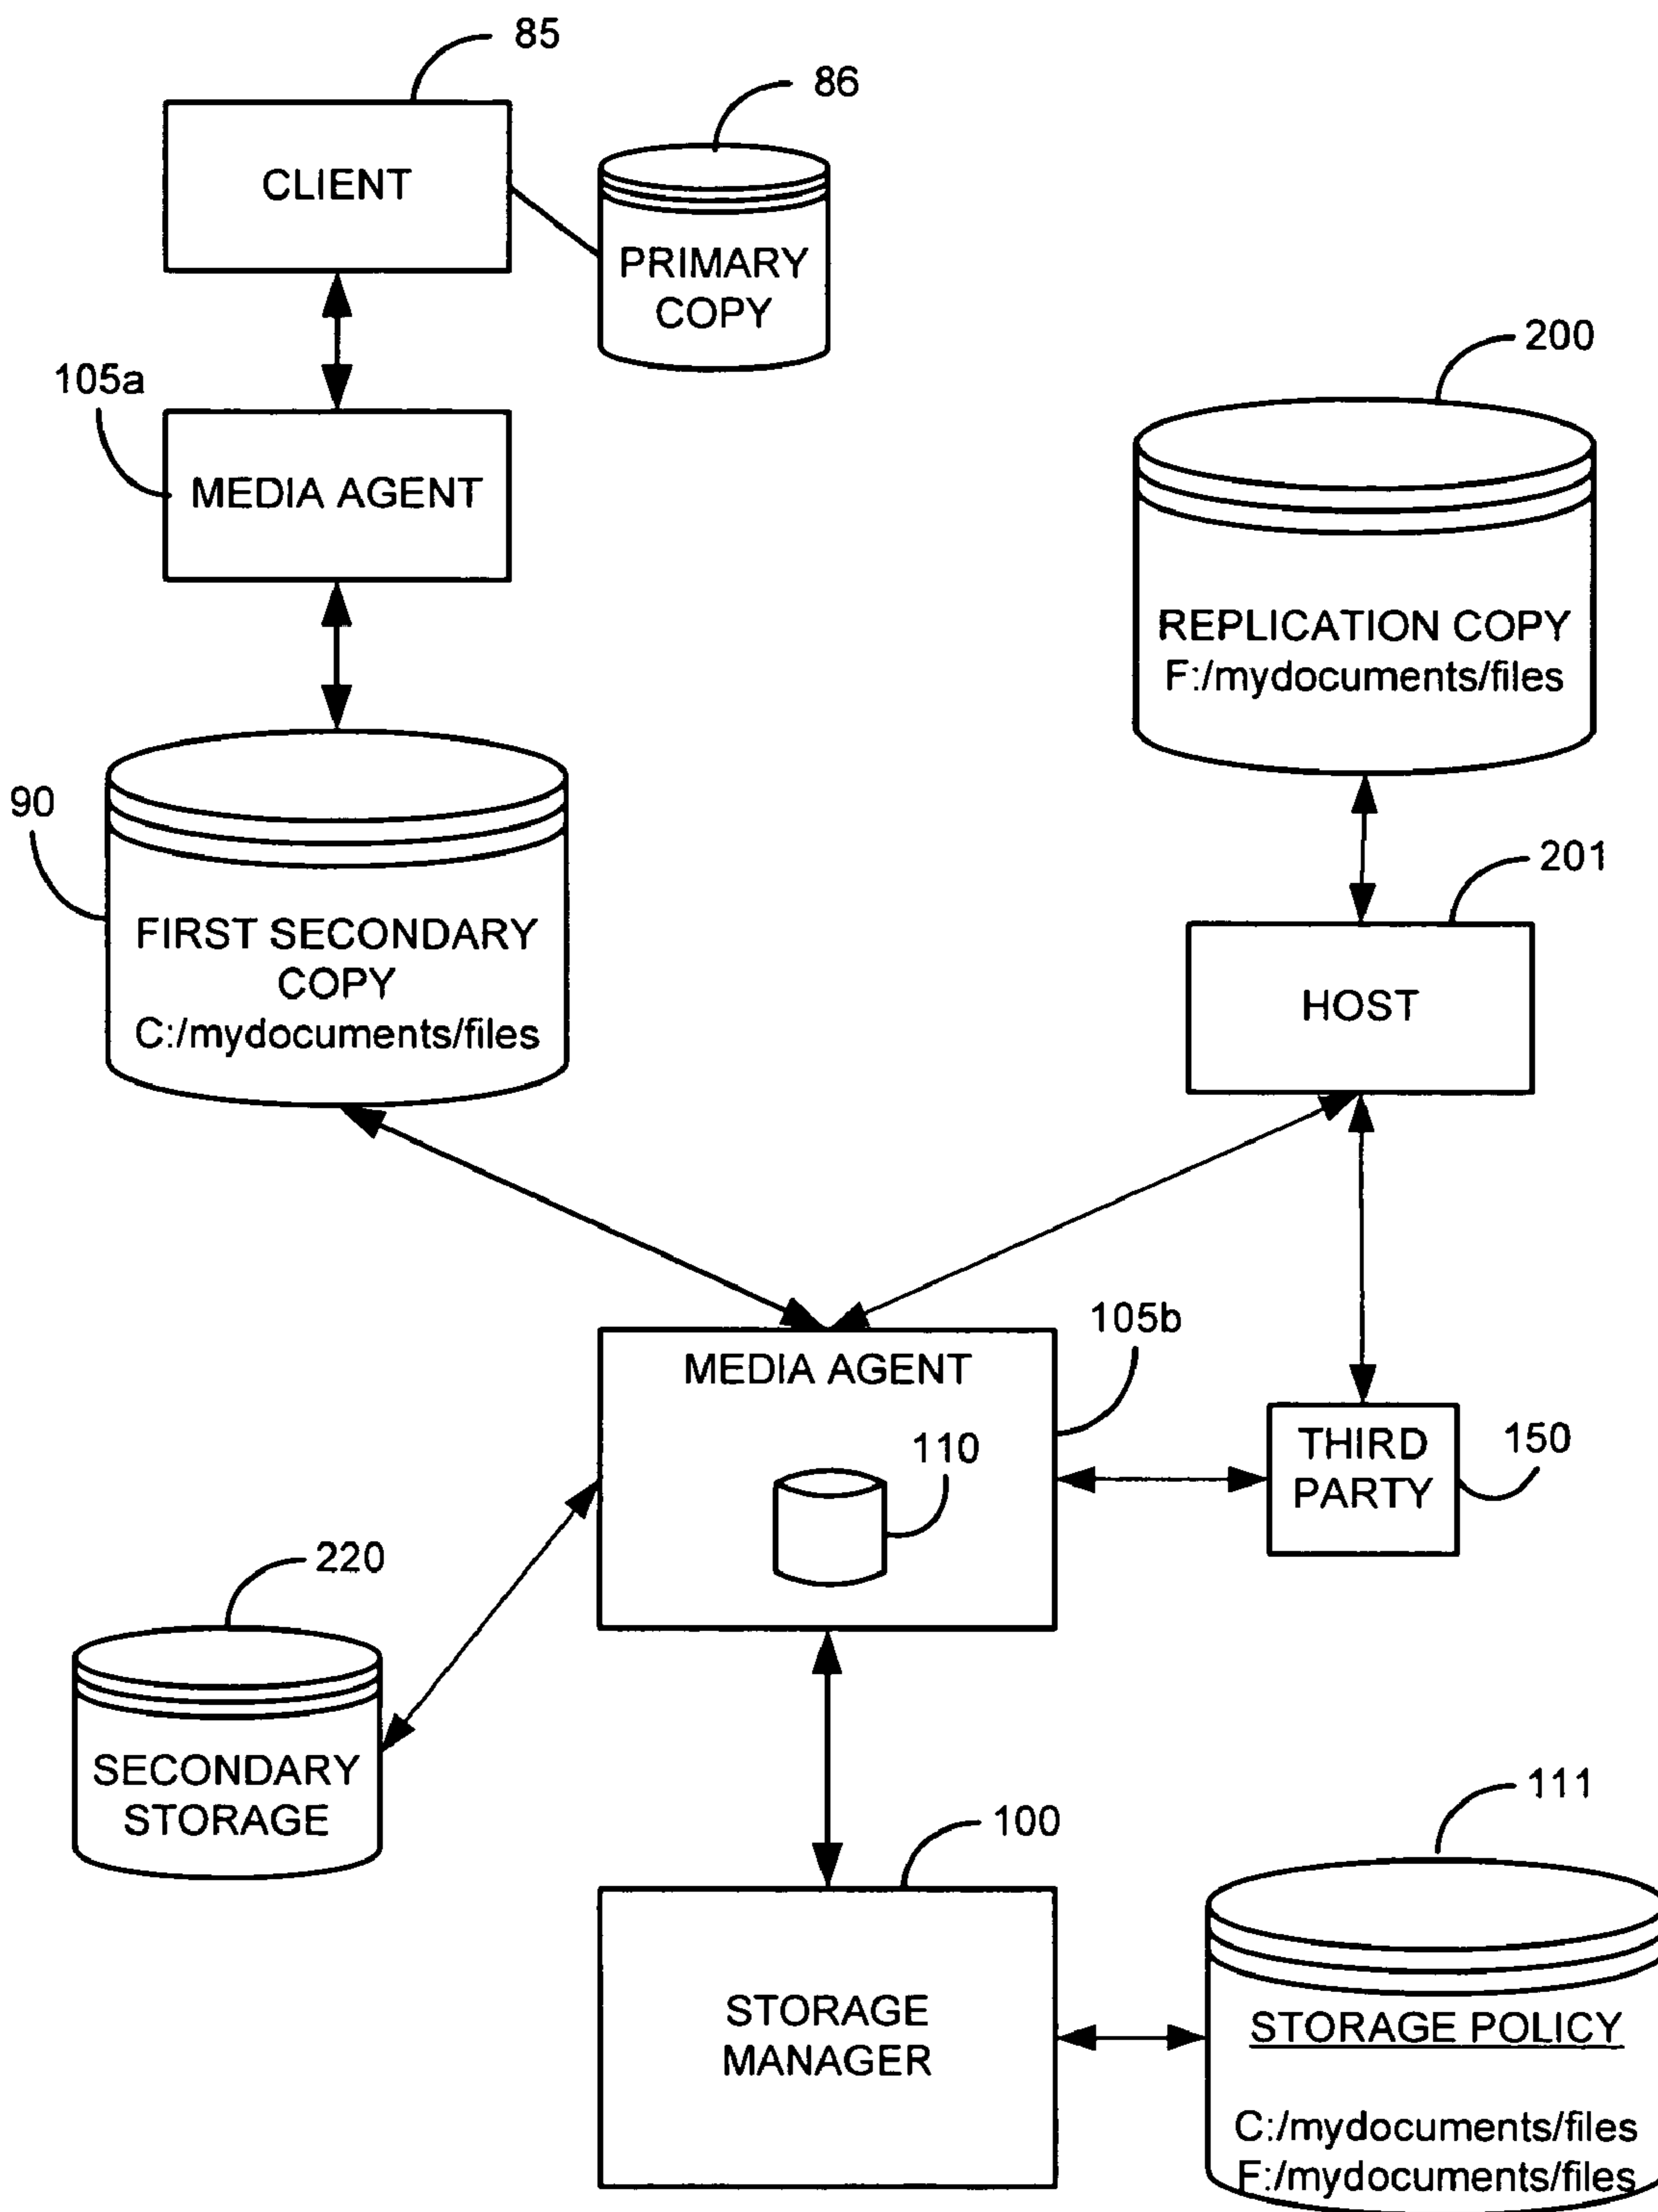 85
86
CLIENT
PRIMARY
COPY
200
105a
MEDIA AGENT
REPLICATION COPY
F:/mydocuments/files
90
201
FIRST SECONDARY
COPY
C:/mydocuments/files
HOST
105b
MEDIA AGENT
110
THIRD
PARTY
150
220
SECONDARY
STORAGE
111
100
STORAGE
MANAGER
STORAGE POLICY
C:/mydocuments/files
F:/mydocuments/files